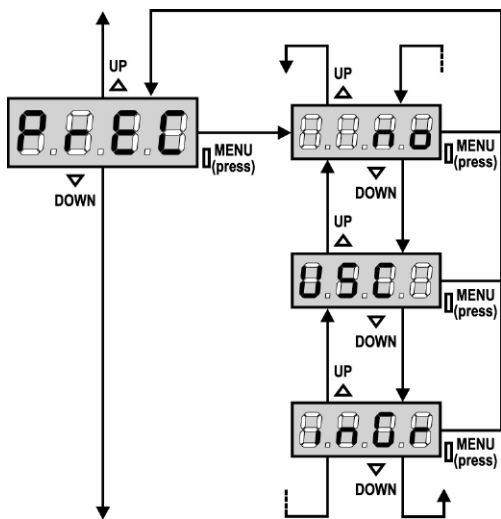 UP
PrEC
MENU
(press)
DOWN
UP
no
MENU
(press)
DOWN
UP
USC
MENU
(press)
DOWN
UP
inGr
MENU
(press)
DOWN